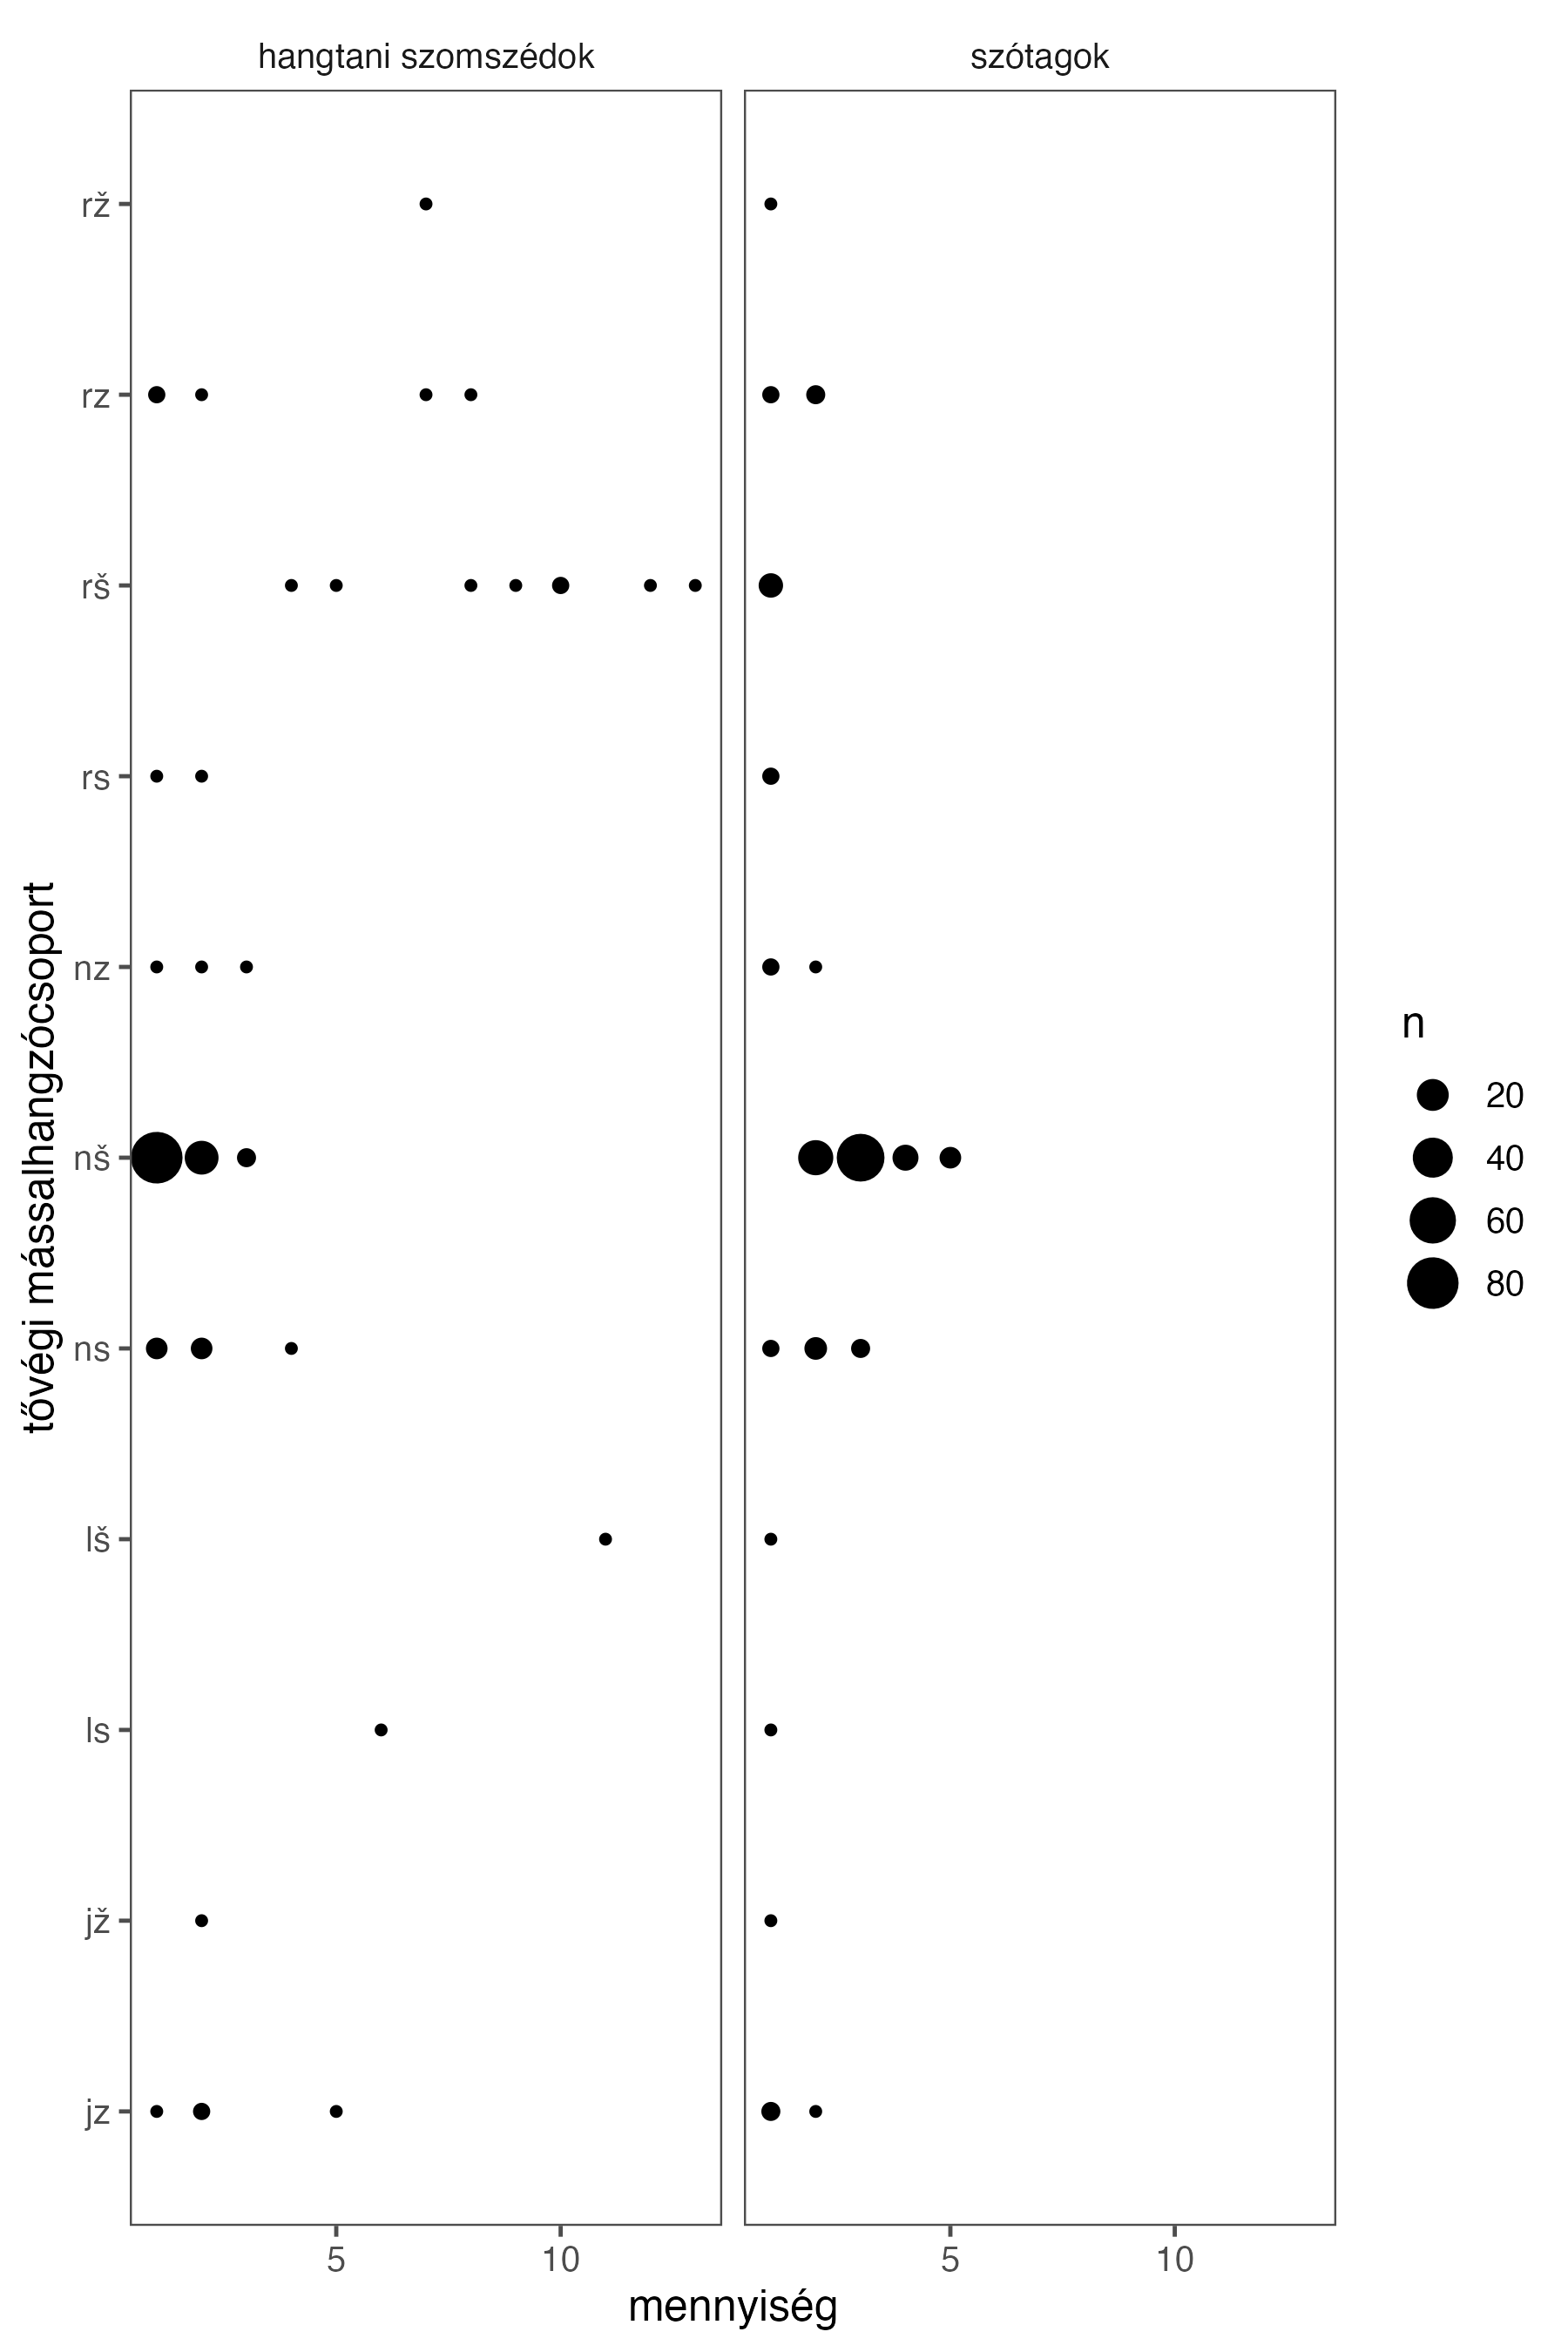 hangtani szomszédok
szótagok
rž
rz
rš
rs
nz
nš
ns
lš
ls
jž
jz
tővégi mássalhangzócsoport
5
10
5
10
mennyiség
n
20
40
60
80